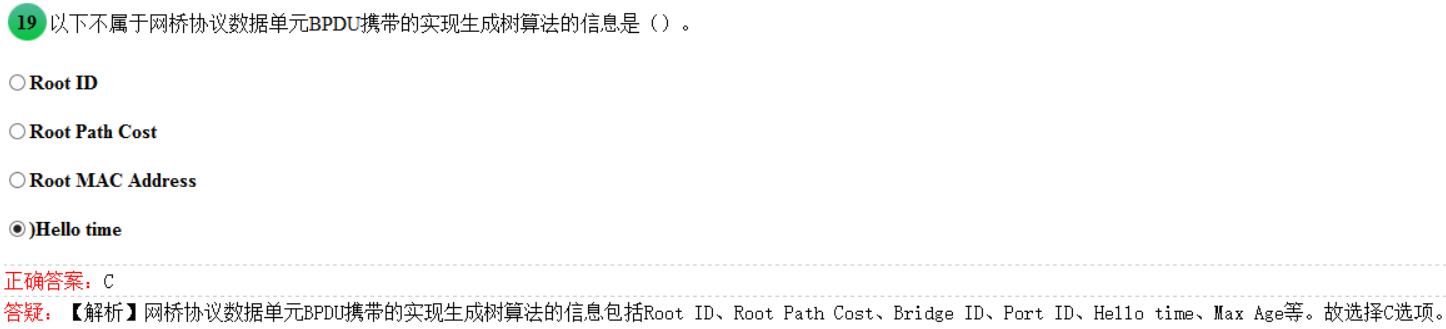 19 以下不属于网桥协议数据单元BPDU携带的实现生成树算法的信息是（）。
Root ID
Root Path Cost
Root MAC Address
)Hello time
正确答案：C
答疑：【解析】网桥协议数据单元BPDU携带的实现生成树算法的信息包括Root ID、Root Path Cost、Bridge ID、Port ID、Hello time、Max Age等。故选择C选项。